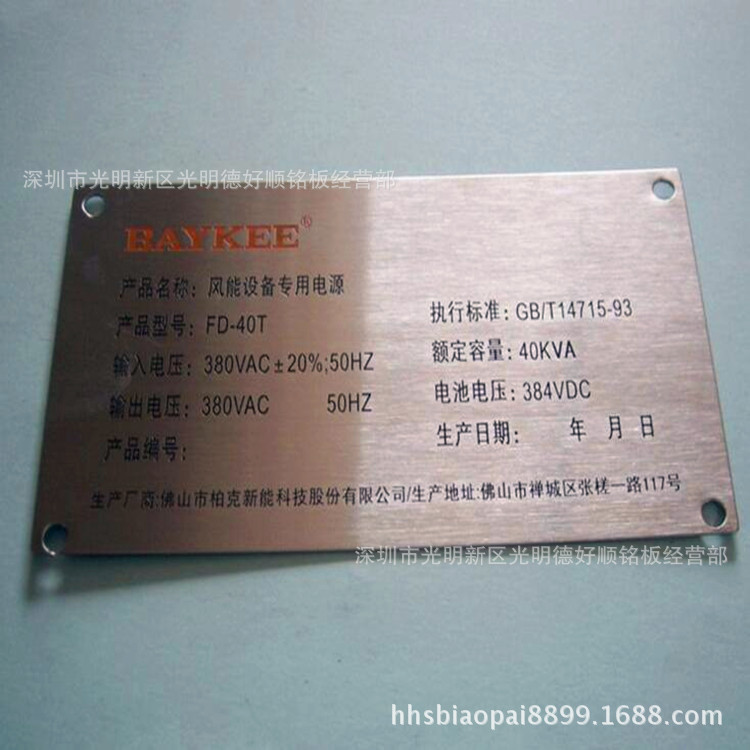 深圳市光明新区光明德好顺铭板经营部
BAYKEE®
产品名称：风能设备专用电源
产品型号：FD-40T
输入电压：380VAC±20%;50HZ
输出电压：380VAC 50HZ
产品编号：
执行标准：GB/T14715-93
额定容量：40KVA
电池电压：384VDC
生产日期： 年 月 日
生产厂商:佛山市柏克新能科技股份有限公司/生产地址:佛山市禅城区张槎一路117号
深圳市光明新区光明德好顺铭板经营部
hhsbiaopai8899.1688.com